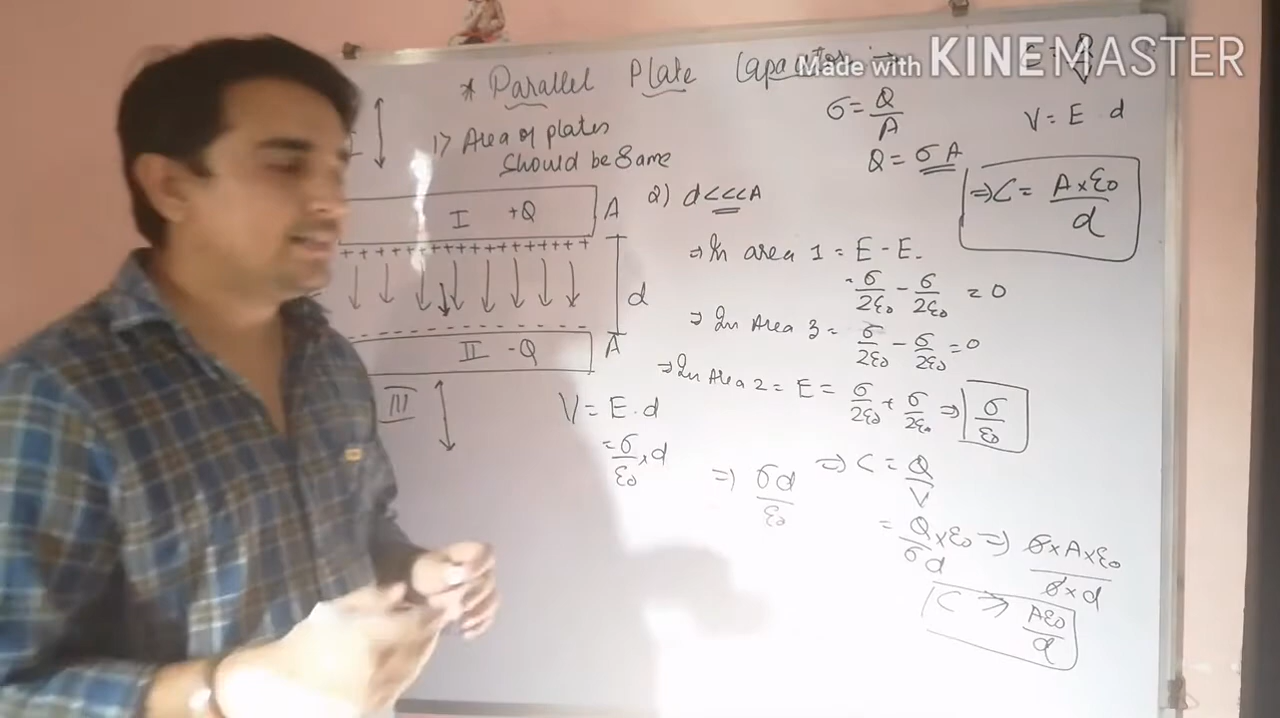 * Parallel Plate Capacitor →
Made with KINEMASTER
C = Q/V
1) Area of plates
Should be Same
2) d<<<A
σ = Q/A
Q = σA
V = E d
⇒ C = A×ε₀/d
I +Q A
+ + + + + + + + + + + + + + + +
d
- - - - - - - - - - - - - - - -
II -Q A
III
⇒ In area 1 = E - E.
σ/2ε₀ - σ/2ε₀ = 0
⇒ In Area 3 = σ/2ε₀ - σ/2ε₀ = 0
⇒ In Area 2 = E = σ/2ε₀ + σ/2ε₀ ⇒ σ/ε₀
V = E.d
= σ/ε₀ × d
⇒ σd/ε₀
⇒ C = Q/V
= Q/σd × ε₀ ⇒ σ×A×ε₀/σ×d
C ⇒ Aε₀/d